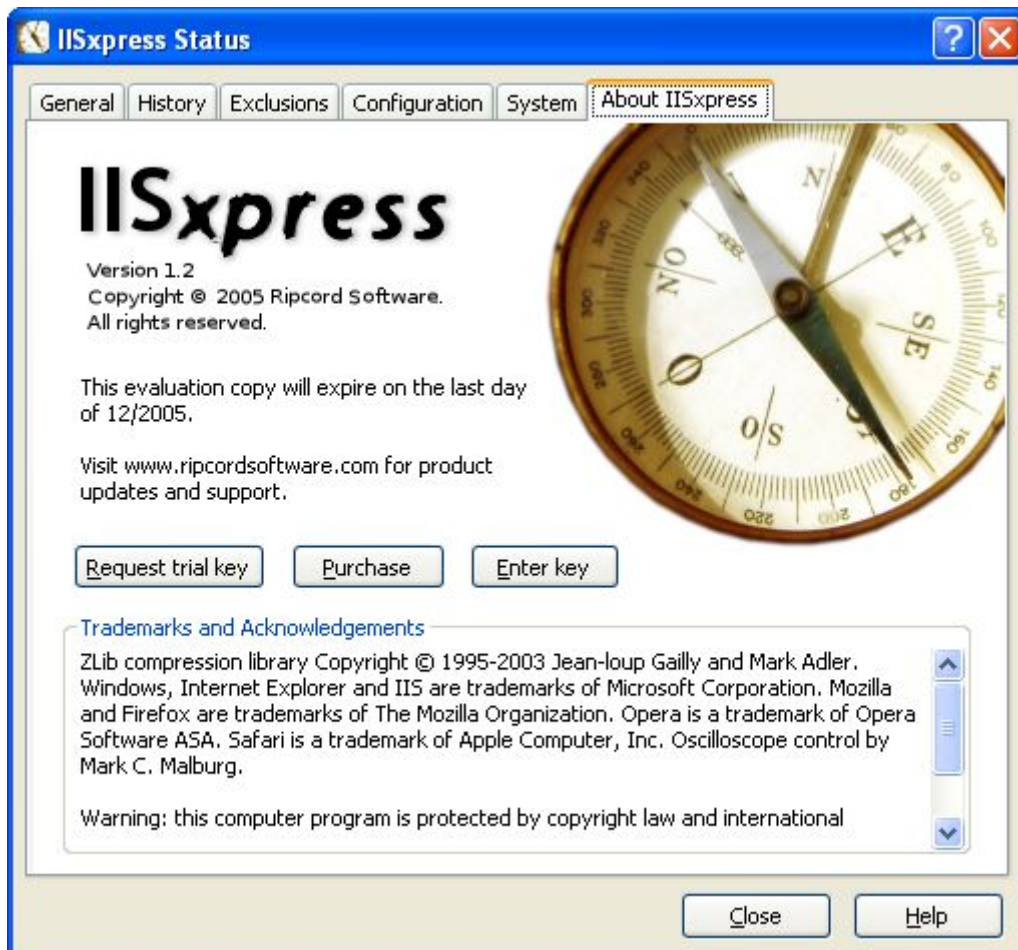 IISxpress Status
General
History
Exclusions
Configuration
System
About IISxpress
IISxpress
Version 1.2
Copyright © 2005 Ripcord Software.
All rights reserved.
This evaluation copy will expire on the last day
of 12/2005.
Visit www.ripcordsoftware.com for product
updates and support.
N
E
SE
S/O
O
NO
Request trial key
Purchase
Enter key
Trademarks and Acknowledgements
ZLib compression library Copyright © 1995-2003 Jean-loup Gailly and Mark Adler.
Windows, Internet Explorer and IIS are trademarks of Microsoft Corporation. Mozilla
and Firefox are trademarks of The Mozilla Organization. Opera is a trademark of Opera
Software ASA. Safari is a trademark of Apple Computer, Inc. Oscilloscope control by
Mark C. Malburg.
Warning: this computer program is protected by copyright law and international
Close
Help